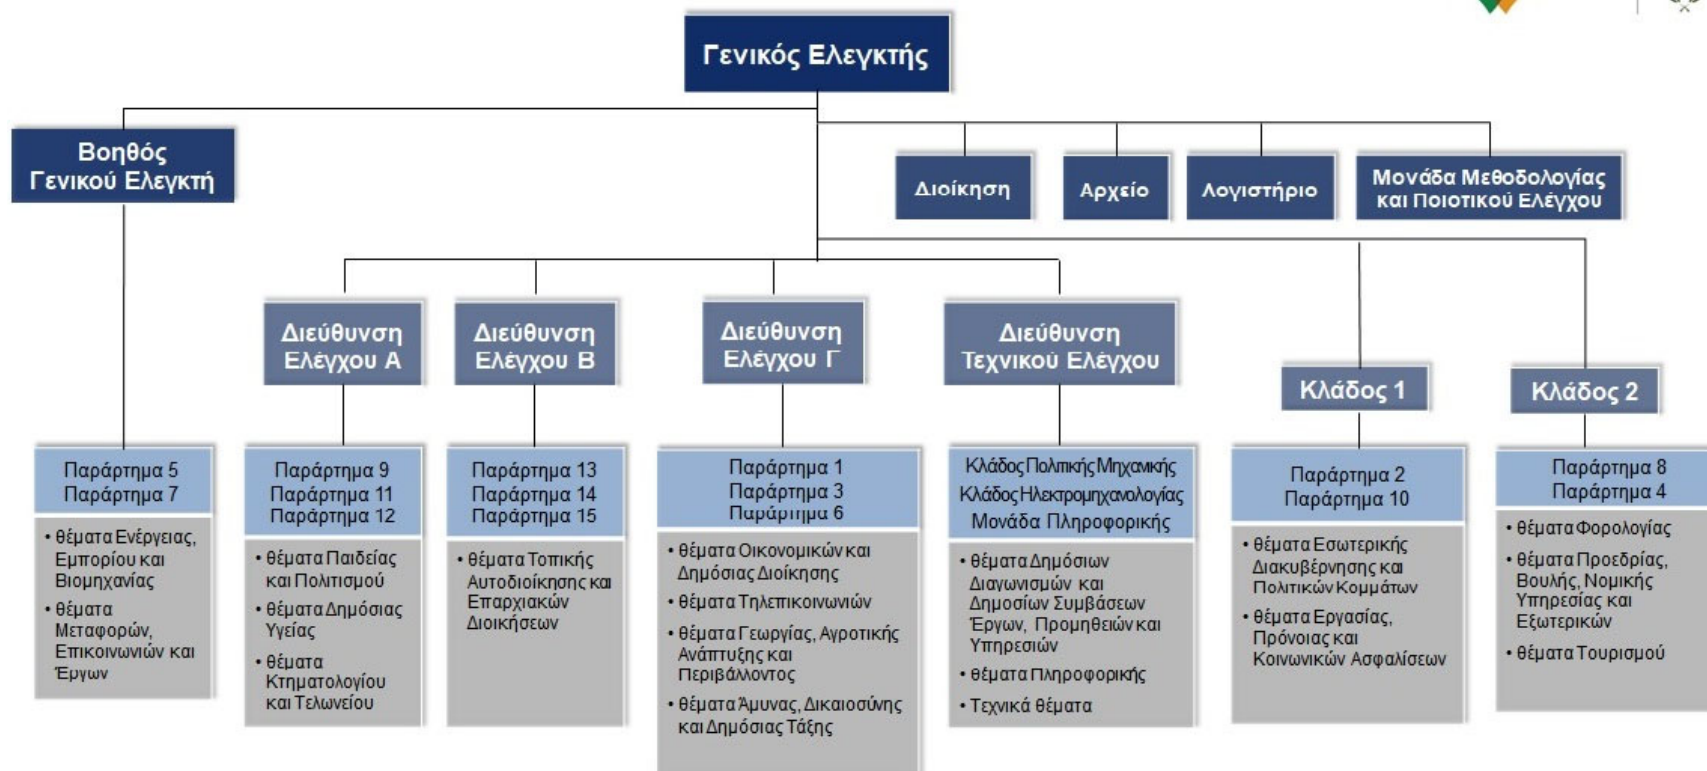 Γενικός Ελεγκτής
Βοηθός
Γενικού Ελεγκτή
Διοίκηση
Αρχείο
Λογιστήριο
Μονάδα Μεθοδολογίας
και Ποιοτικού Ελέγχου
Διεύθυνση
Ελέγχου Α
Διεύθυνση
Ελέγχου Β
Διεύθυνση
Ελέγχου Γ
Διεύθυνση
Τεχνικού Ελέγχου
Κλάδος 1
Κλάδος 2
Παράρτημα 5
Παράρτημα 7
• θέματα Ενέργειας,
Εμπορίου και
Βιομηχανίας
• θέματα
Μεταφορών,
Επικοινωνιών και
Έργων
Παράρτημα 9
Παράρτημα 11
Παράρτημα 12
• θέματα Παιδείας
και Πολιτισμού
• θέματα Δημόσιας
Υγείας
• θέματα
Κτηματολογίου
και Τελωνείου
Παράρτημα 13
Παράρτημα 14
Παράρτημα 15
• θέματα Τοπικής
Αυτοδιοίκησης και
Επαρχιακών
Διοικήσεων
Παράρτημα 1
Παράρτημα 3
Παράρτημα 6
• θέματα Οικονομικών και
Δημόσιας Διοίκησης
• θέματα Τηλεπικοινωνιών
• θέματα Γεωργίας, Αγροτικής
Ανάπτυξης και
Περιβάλλοντος
• θέματα Άμυνας, Δικαιοσύνης
και Δημόσιας Τάξης
Κλάδος Πολιτικής Μηχανικής
Κλάδος Ηλεκτρομηχανολογίας
Μονάδα Πληροφορικής
• θέματα Δημόσιων
Διαγωνισμών και
Δημοσίων Συμβάσεων
Έργων, Προμηθειών και
Υπηρεσιών
• θέματα Πληροφορικής
• Τεχνικά θέματα
Παράρτημα 2
Παράρτημα 10
• θέματα Εσωτερικής
Διακυβέρνησης και
Πολιτικών Κομμάτων
• θέματα Εργασίας,
Πρόνοιας και
Κοινωνικών Ασφαλίσεων
Παράρτημα 8
Παράρτημα 4
• θέματα Φορολογίας
• θέματα Προεδρίας,
Βουλής, Νομικής
Υπηρεσίας και
Εξωτερικών
• θέματα Τουρισμού